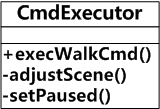 CmdExecutor
+execWalkCmd()
-adjustScene()
-setPaused()